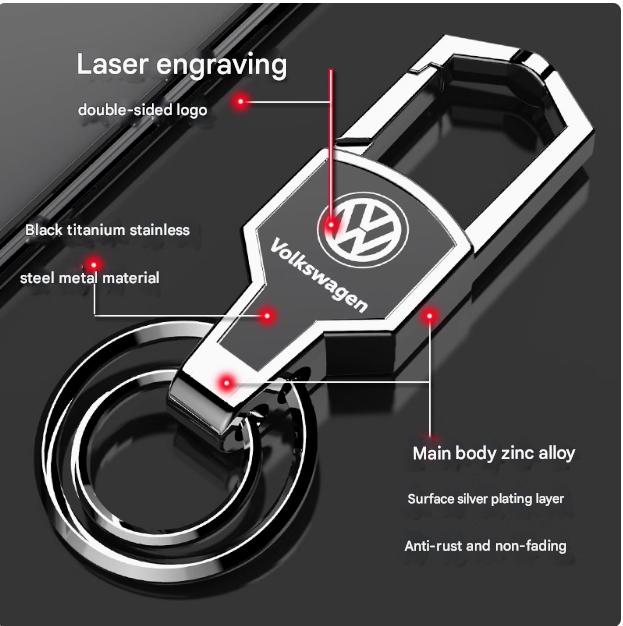 Laser engraving
double-sided logo
Black titanium stainless
steel metal material
VW
Volkswagen
Main body zinc alloy
Surface silver plating layer
Anti-rust and non-fading